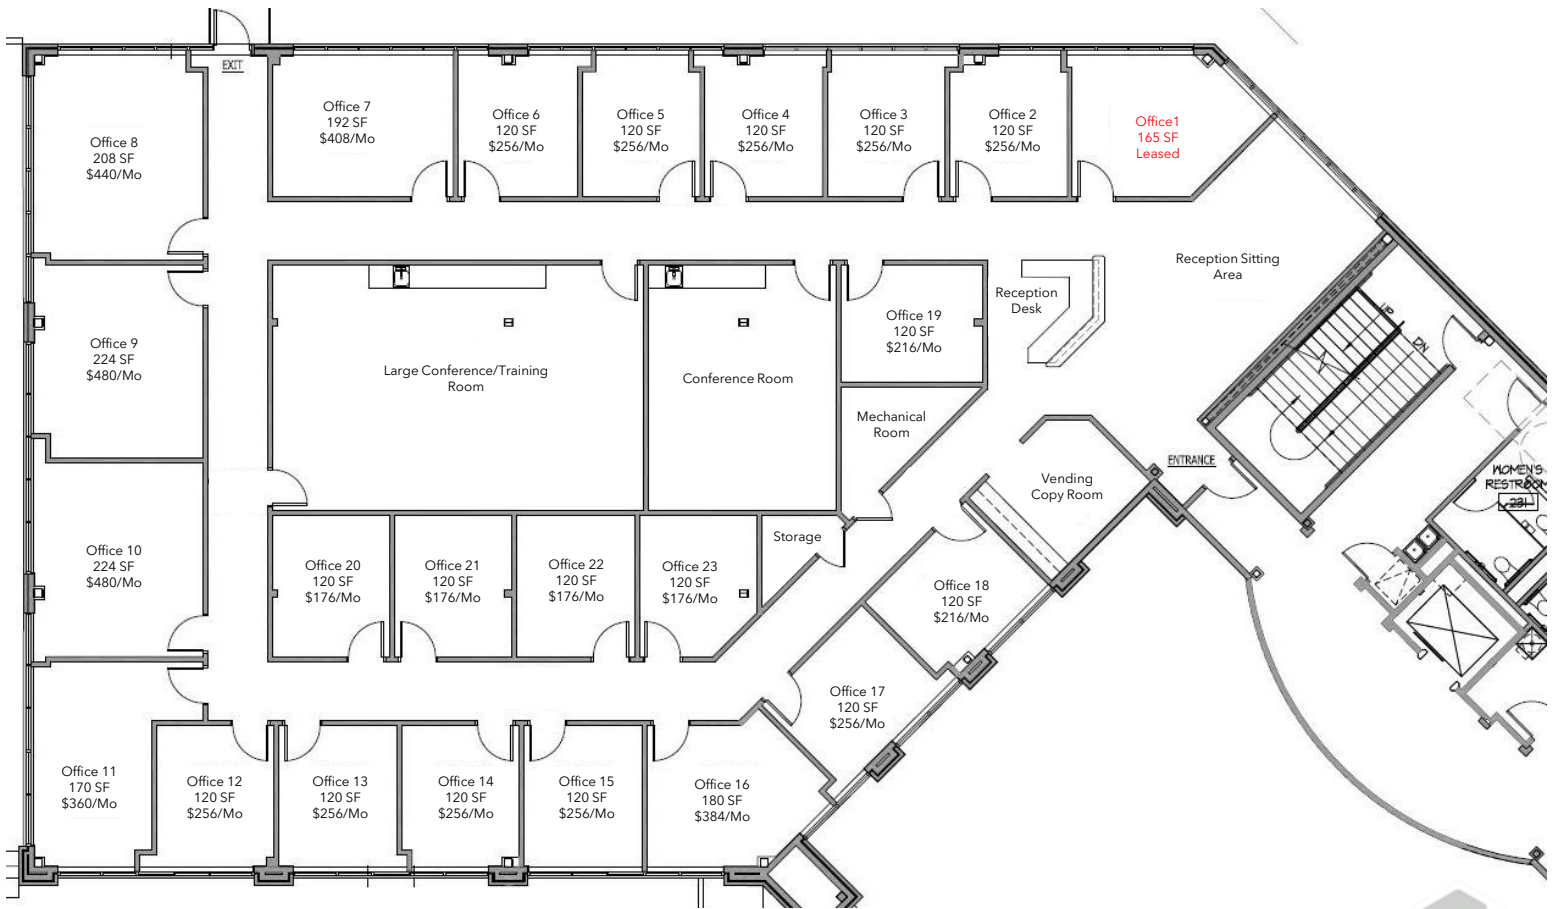 EXIT
Office 8
208 SF
$440/Mo
Office 7
192 SF
$408/Mo
Office 6
120 SF
$256/Mo
Office 5
120 SF
$256/Mo
Office 4
120 SF
$256/Mo
Office 3
120 SF
$256/Mo
Office 2
120 SF
$256/Mo
Office1
165 SF
Leased
Reception Sitting
Area
Reception
Desk
Office 19
120 SF
$216/Mo
Office 9
224 SF
$480/Mo
Large Conference/Training
Room
Conference Room
Mechanical
Room
UP
DN
ENTRANCE
Vending
Copy Room
WOMEN'S
RESTROOM
231
Storage
Office 10
224 SF
$480/Mo
Office 20
120 SF
$176/Mo
Office 21
120 SF
$176/Mo
Office 22
120 SF
$176/Mo
Office 23
120 SF
$176/Mo
Office 18
120 SF
$216/Mo
Office 17
120 SF
$256/Mo
Office 11
170 SF
$360/Mo
Office 12
120 SF
$256/Mo
Office 13
120 SF
$256/Mo
Office 14
120 SF
$256/Mo
Office 15
120 SF
$256/Mo
Office 16
180 SF
$384/Mo